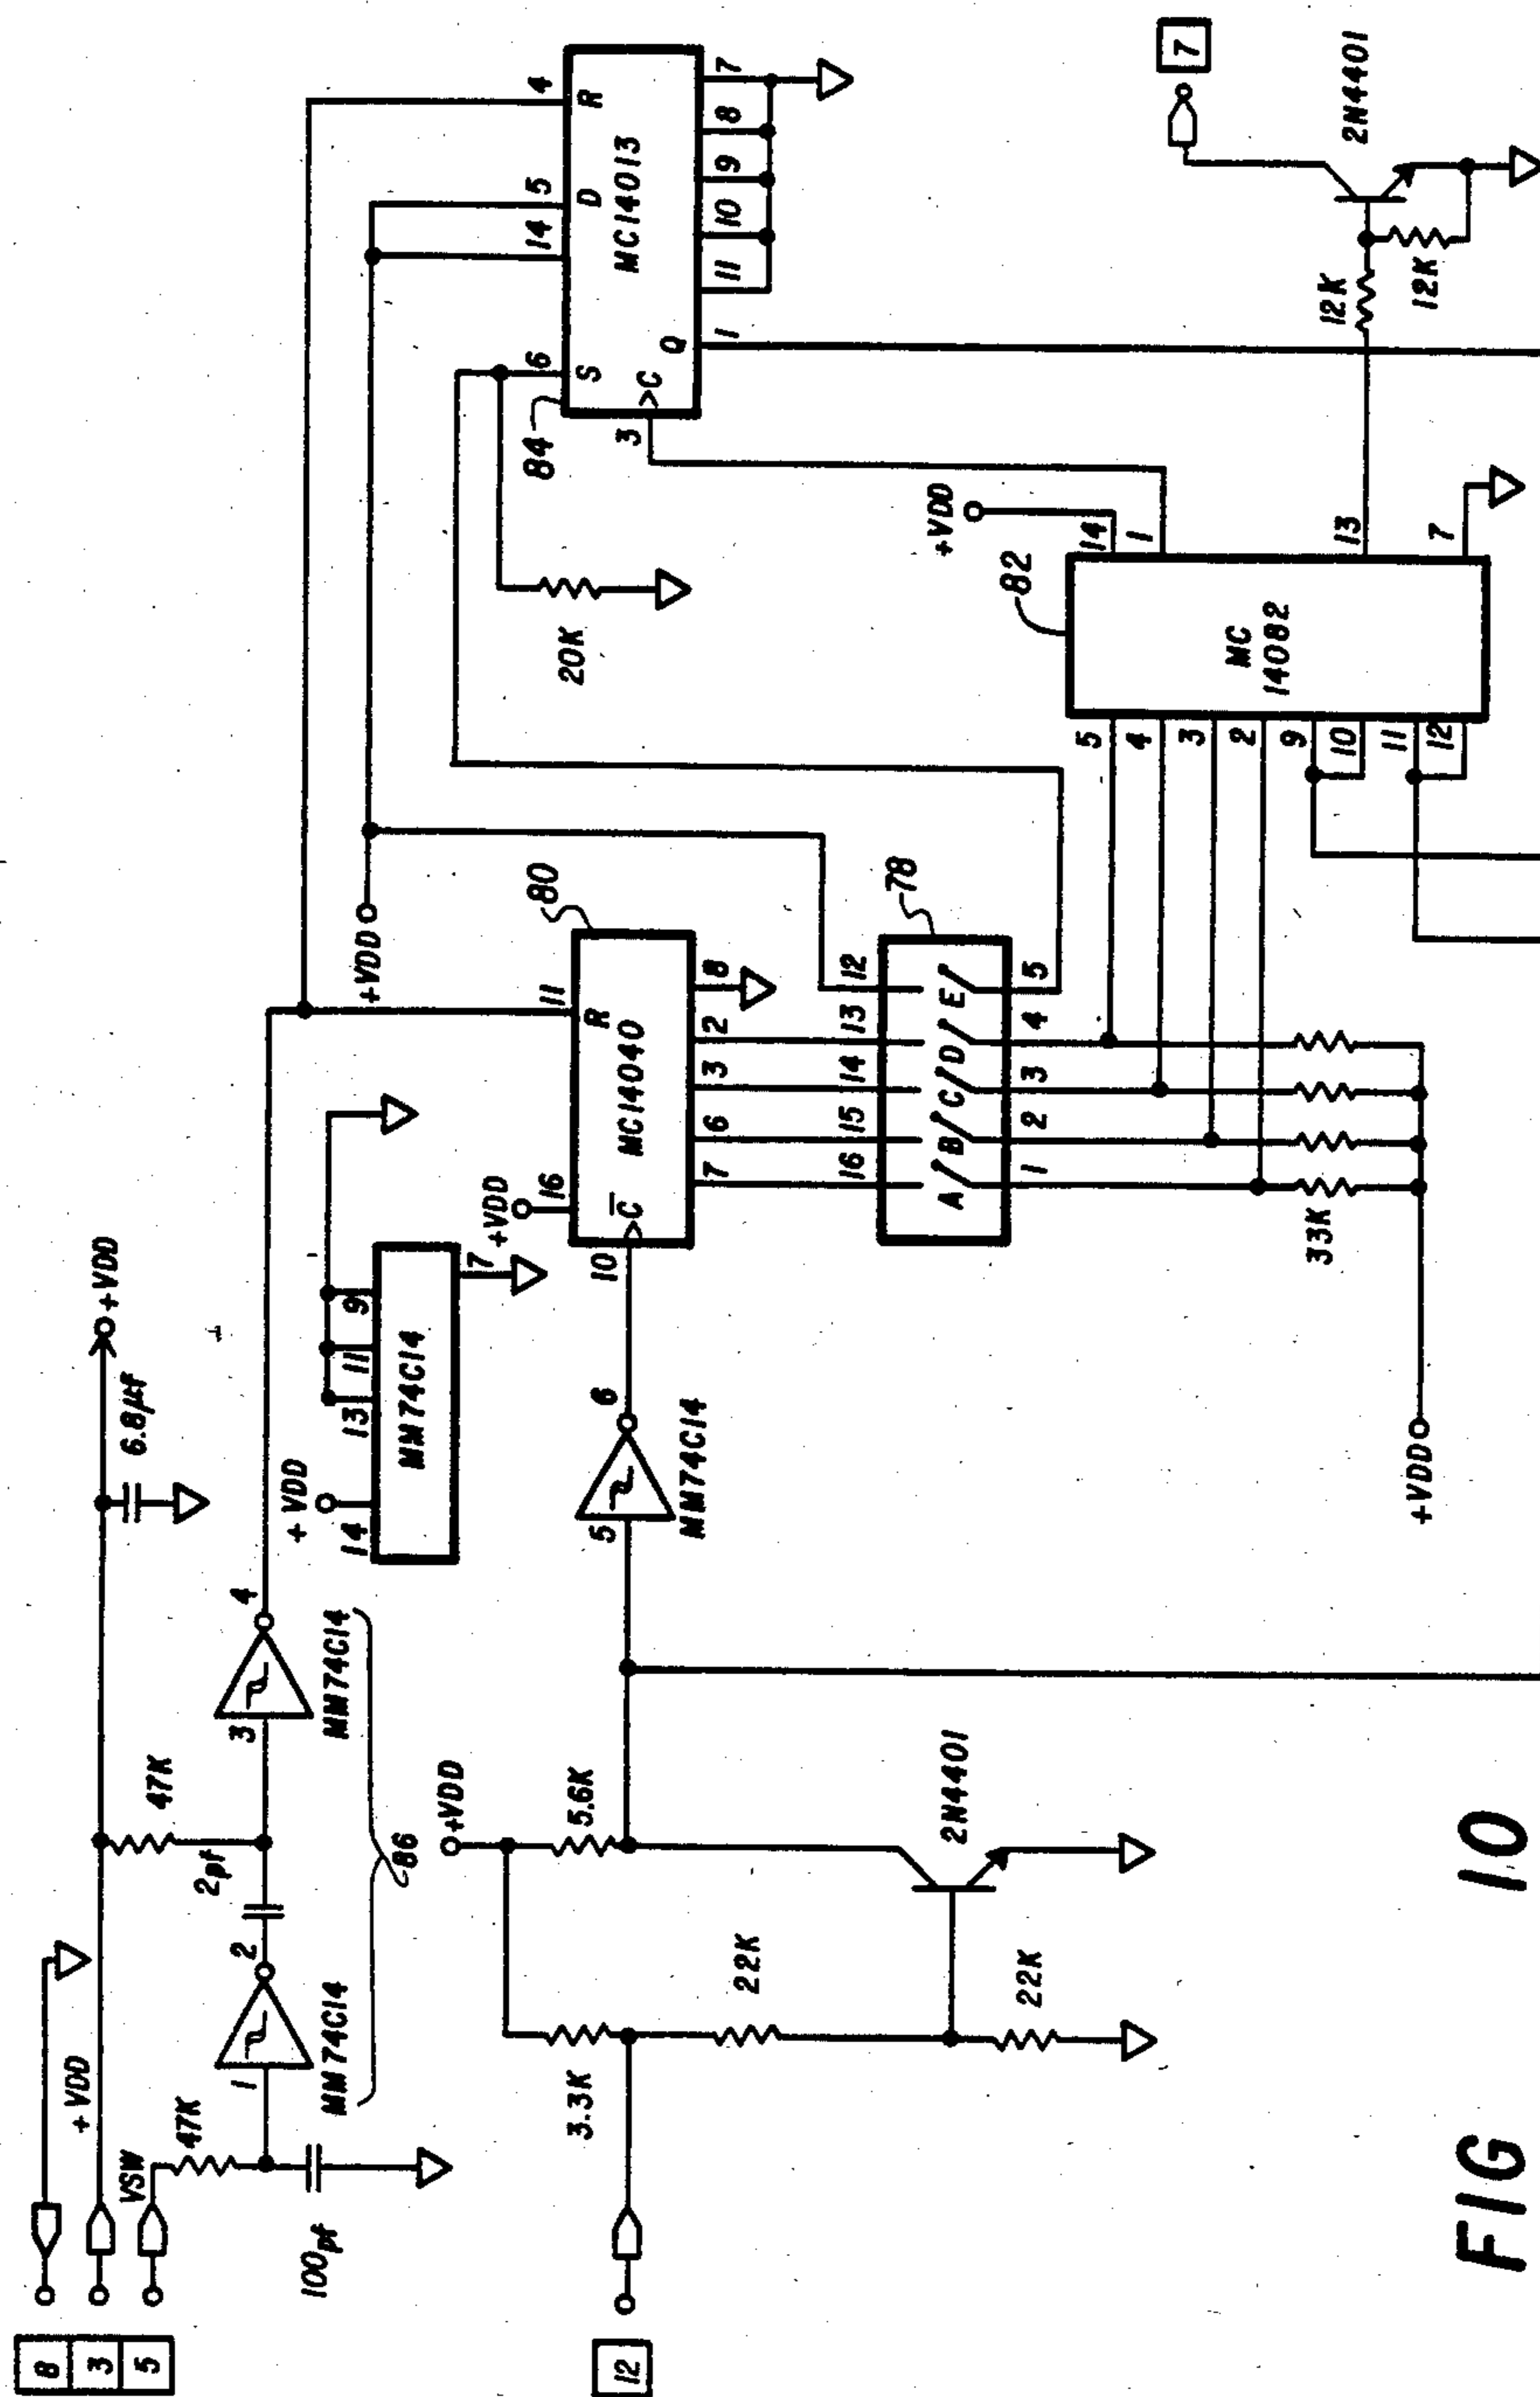 8
3
5
+VDD
VSW
47K
100pf
1
MM74C14
2
2pf
47K
3
MM74C14
4
86
6.8µf
+VDD
+VDD
14
13
11
9
MM74C14
7
+VDD
4
5
14
6
R
D
S
MC14013
>C
Q
3
84
7
8
9
10
11
1
20K
12
3.3K
+VDD
5.6K
22K
22K
2N4401
5
MM74C14
6
10
+VDD
16
11
R
C
MC14040
80
7
6
3
2
8
16
15
14
13
12
A
B
C
D
E
78
1
2
3
4
5
33K
+VDD
5
4
3
2
9
10
11
12
MC
14082
82
+VDD
14
1
13
7
12K
12K
2N4401
7
FIG 10